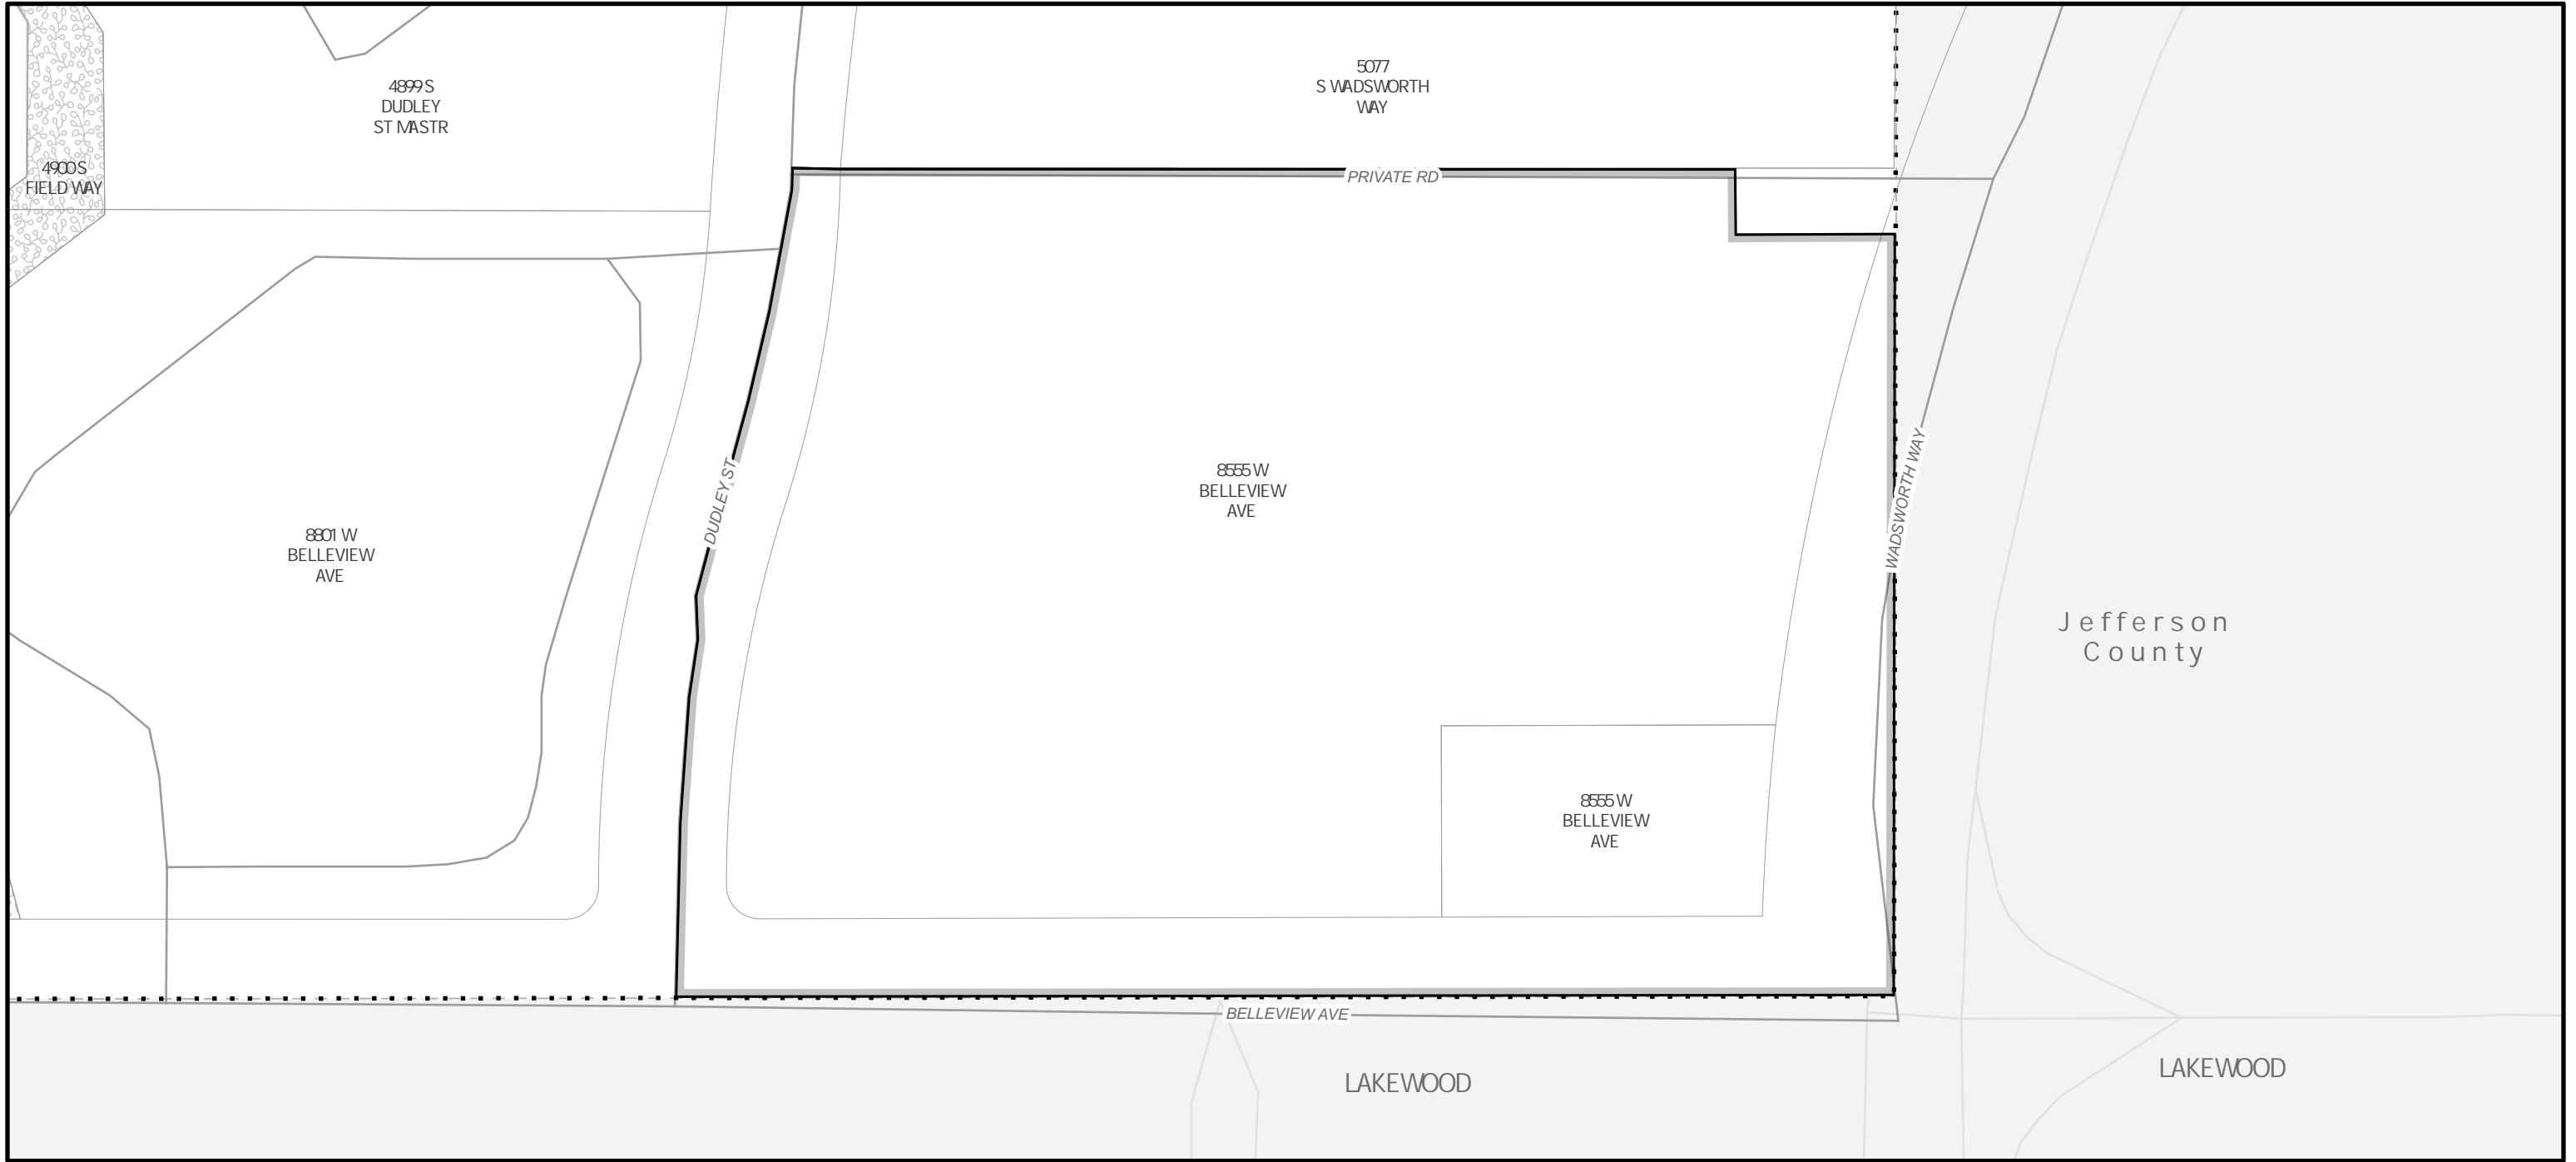 4899 S
DUDLEY
ST MASTR
5077
S WADSWORTH
WAY
4900 S
FIELD WAY
PRIVATE RD
DUDLEY ST
8555 W
BELLEVIEW
AVE
WADSWORTH WAY
8801 W
BELLEVIEW
AVE
Jefferson
County
8555 W
BELLEVIEW
AVE
BELLEVIEW AVE
LAKEWOOD
LAKEWOOD